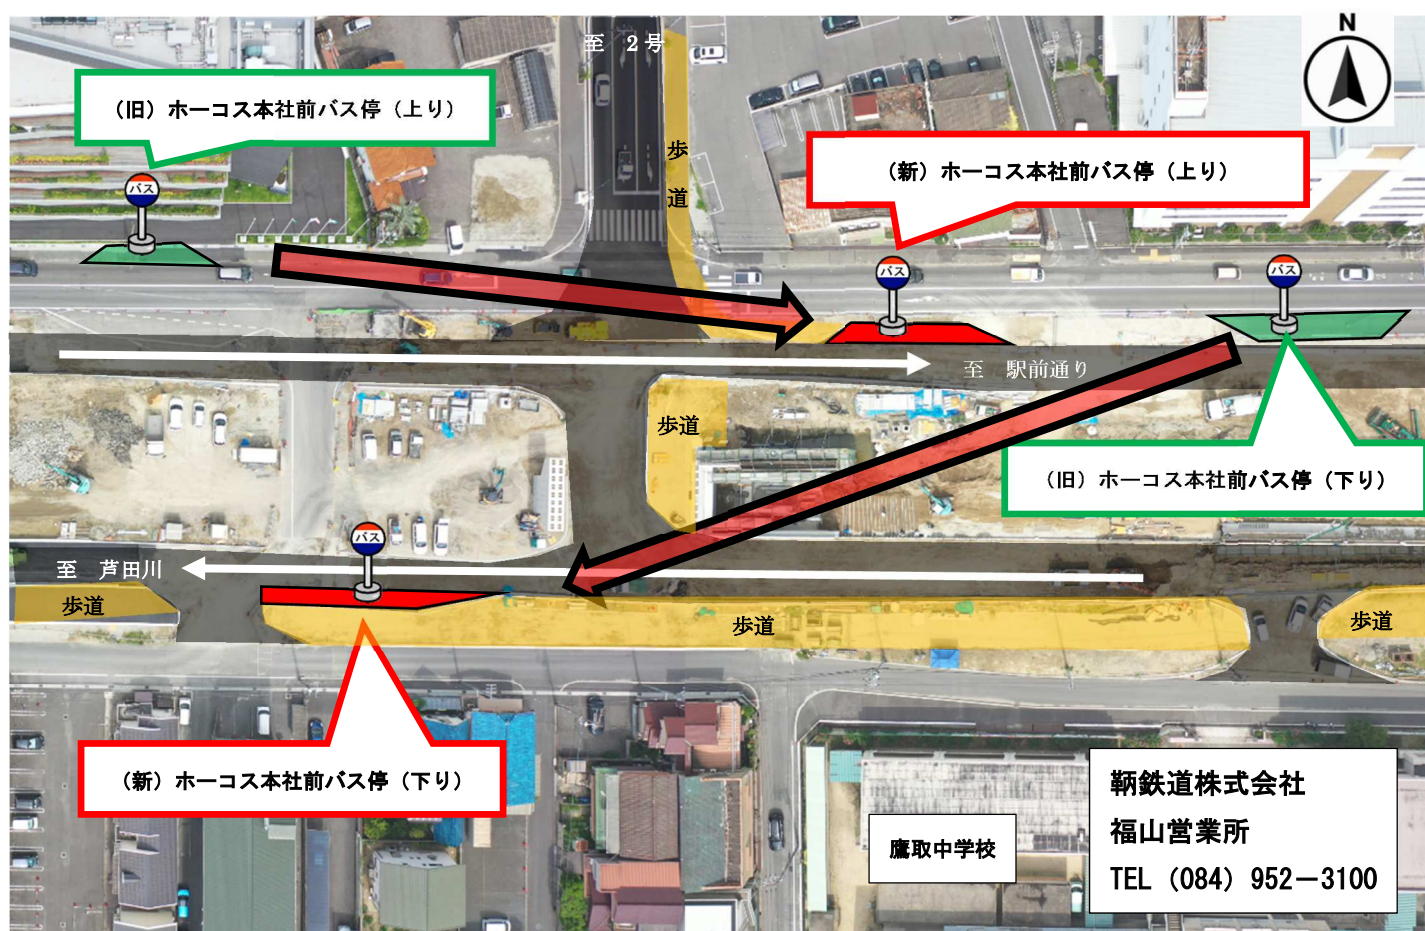 至 2号
N
(旧) ホーコス本社前バス停 (上り)
(新) ホーコス本社前バス停 (上り)
歩道
バス
バス
バス
至 駅前通り
歩道
(旧) ホーコス本社前バス停 (下り)
バス
至 芦田川
歩道
歩道
歩道
(新) ホーコス本社前バス停 (下り)
鷹取中学校
鞆鉄道株式会社
福山営業所
TEL (084) 952-3100